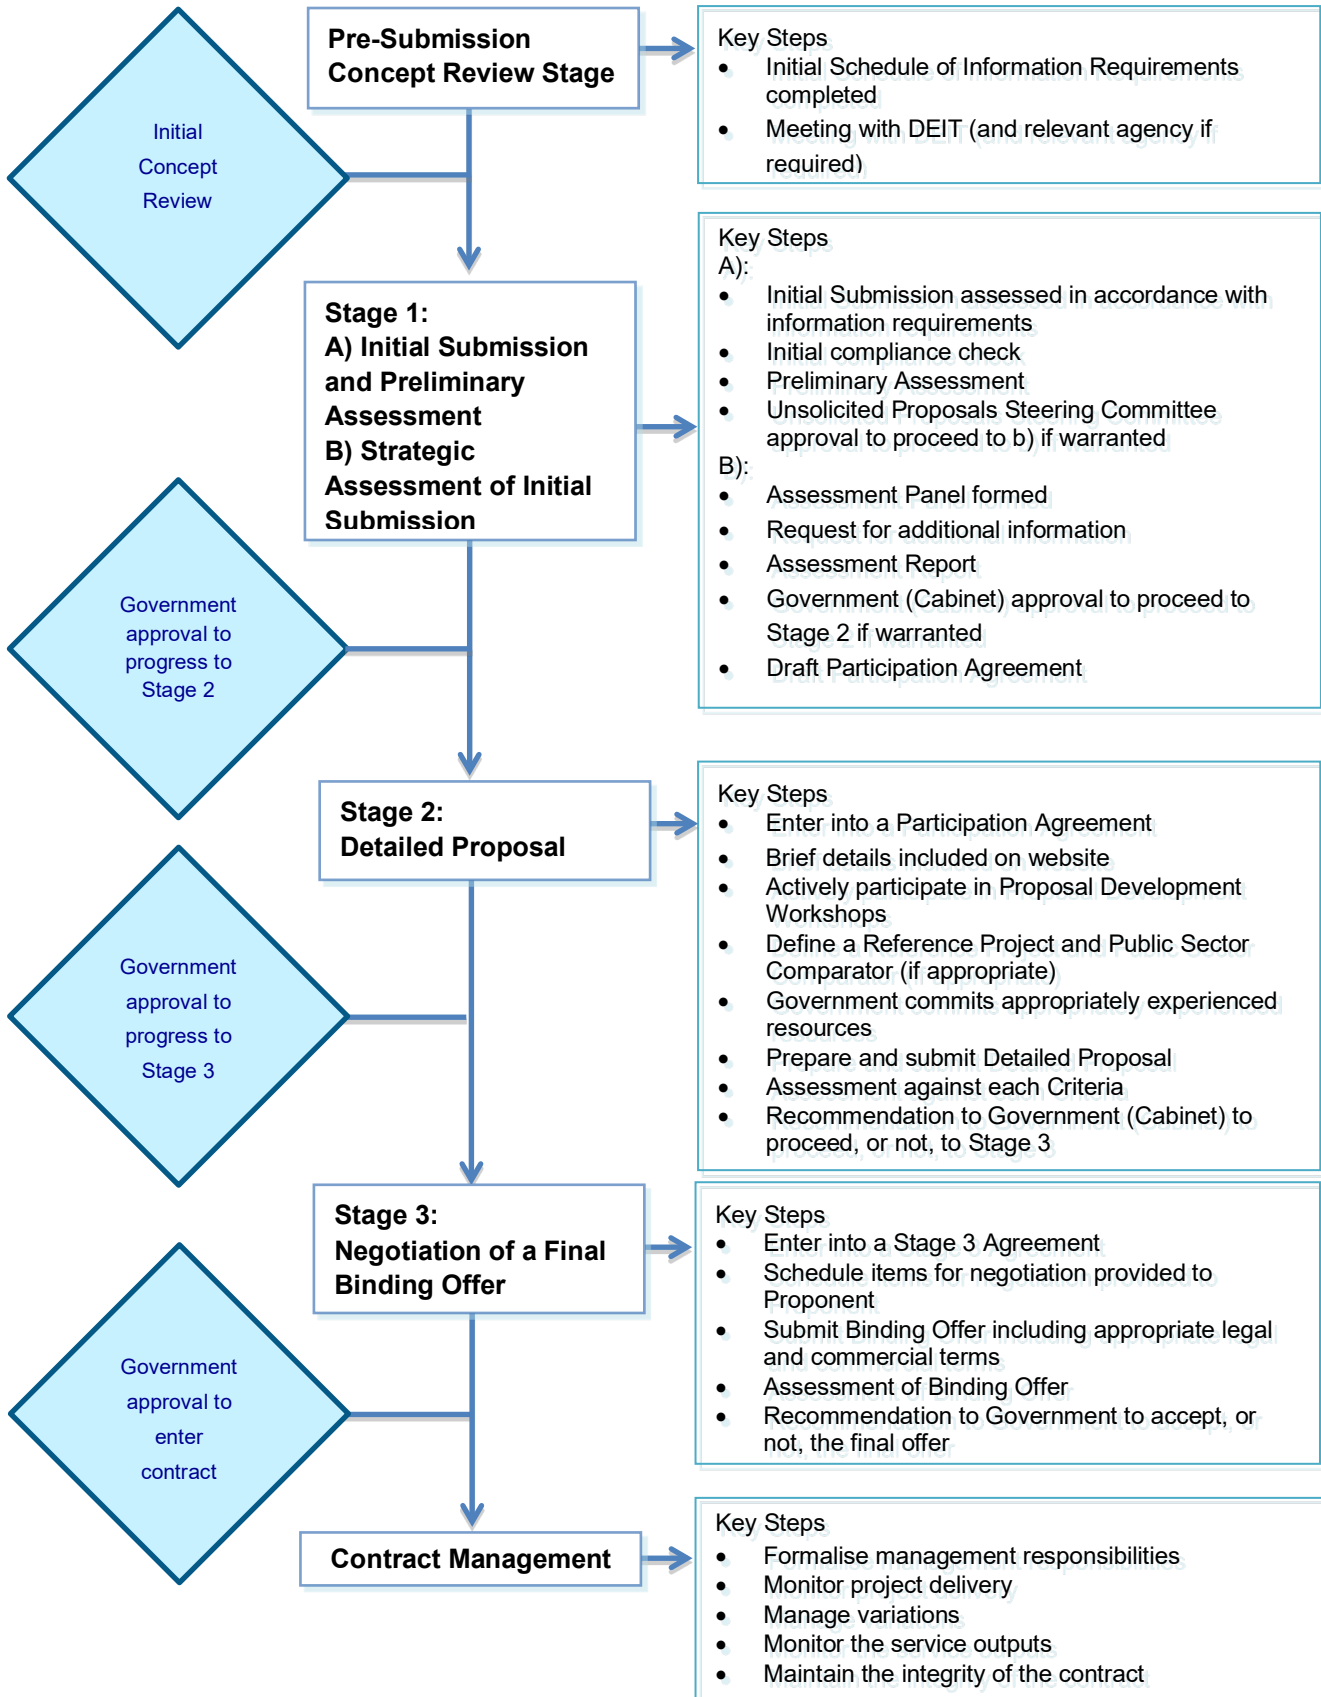 Pre-Submission
Concept Review Stage
Key Steps
• Initial Schedule of Information Requirements
completed
• Meeting with DEIT (and relevant agency if
required)
Initial
Concept
Review
Stage 1:
A) Initial Submission
and Preliminary
Assessment
B) Strategic
Assessment of Initial
Submission
Key Steps
A):
• Initial Submission assessed in accordance with
information requirements
• Initial compliance check
• Preliminary Assessment
• Unsolicited Proposals Steering Committee
approval to proceed to b) if warranted
B):
• Assessment Panel formed
• Request for additional information
• Assessment Report
• Government (Cabinet) approval to proceed to
Stage 2 if warranted
• Draft Participation Agreement
Government
approval to
progress to
Stage 2
Stage 2:
Detailed Proposal
Key Steps
• Enter into a Participation Agreement
• Brief details included on website
• Actively participate in Proposal Development
Workshops
• Define a Reference Project and Public Sector
Comparator (if appropriate)
• Government commits appropriately experienced
resources
• Prepare and submit Detailed Proposal
• Assessment against each Criteria
• Recommendation to Government (Cabinet) to
proceed, or not, to Stage 3
Government
approval to
progress to
Stage 3
Stage 3:
Negotiation of a Final
Binding Offer
Key Steps
• Enter into a Stage 3 Agreement
• Schedule items for negotiation provided to
Proponent
• Submit Binding Offer including appropriate legal
and commercial terms
• Assessment of Binding Offer
• Recommendation to Government to accept, or
not, the final offer
Government
approval to
enter
contract
Contract Management
Key Steps
• Formalise management responsibilities
• Monitor project delivery
• Manage variations
• Monitor the service outputs
• Maintain the integrity of the contract